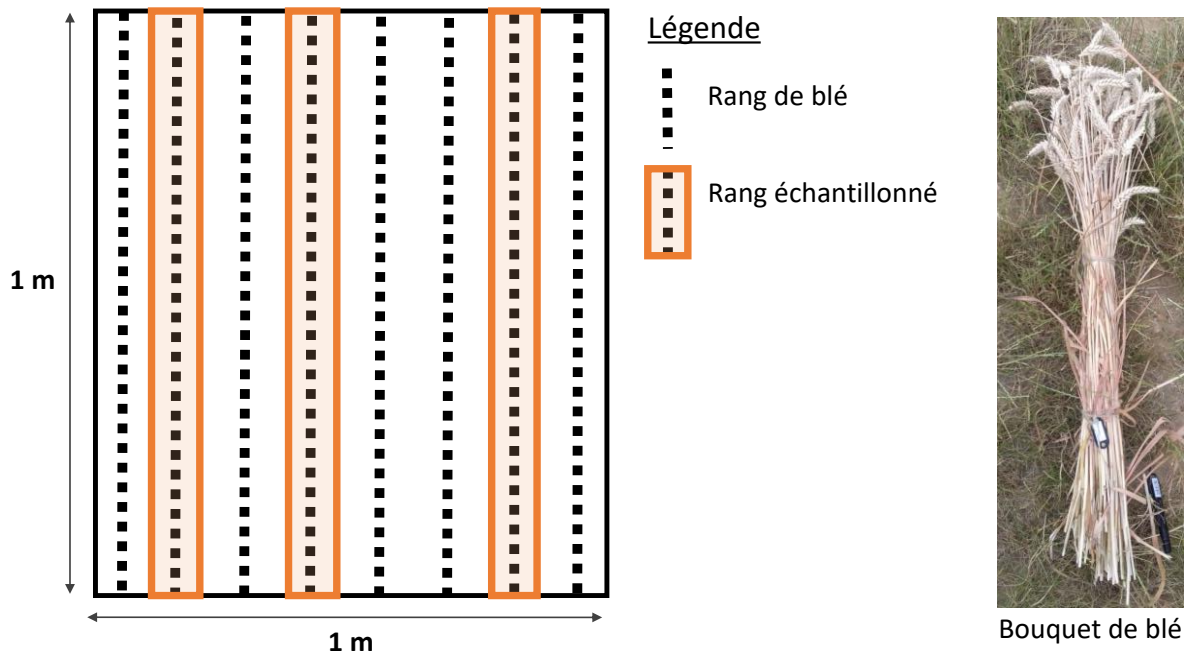 Légende
Rang de blé
Rang échantillonné
1 m
1 m
Bouquet de blé